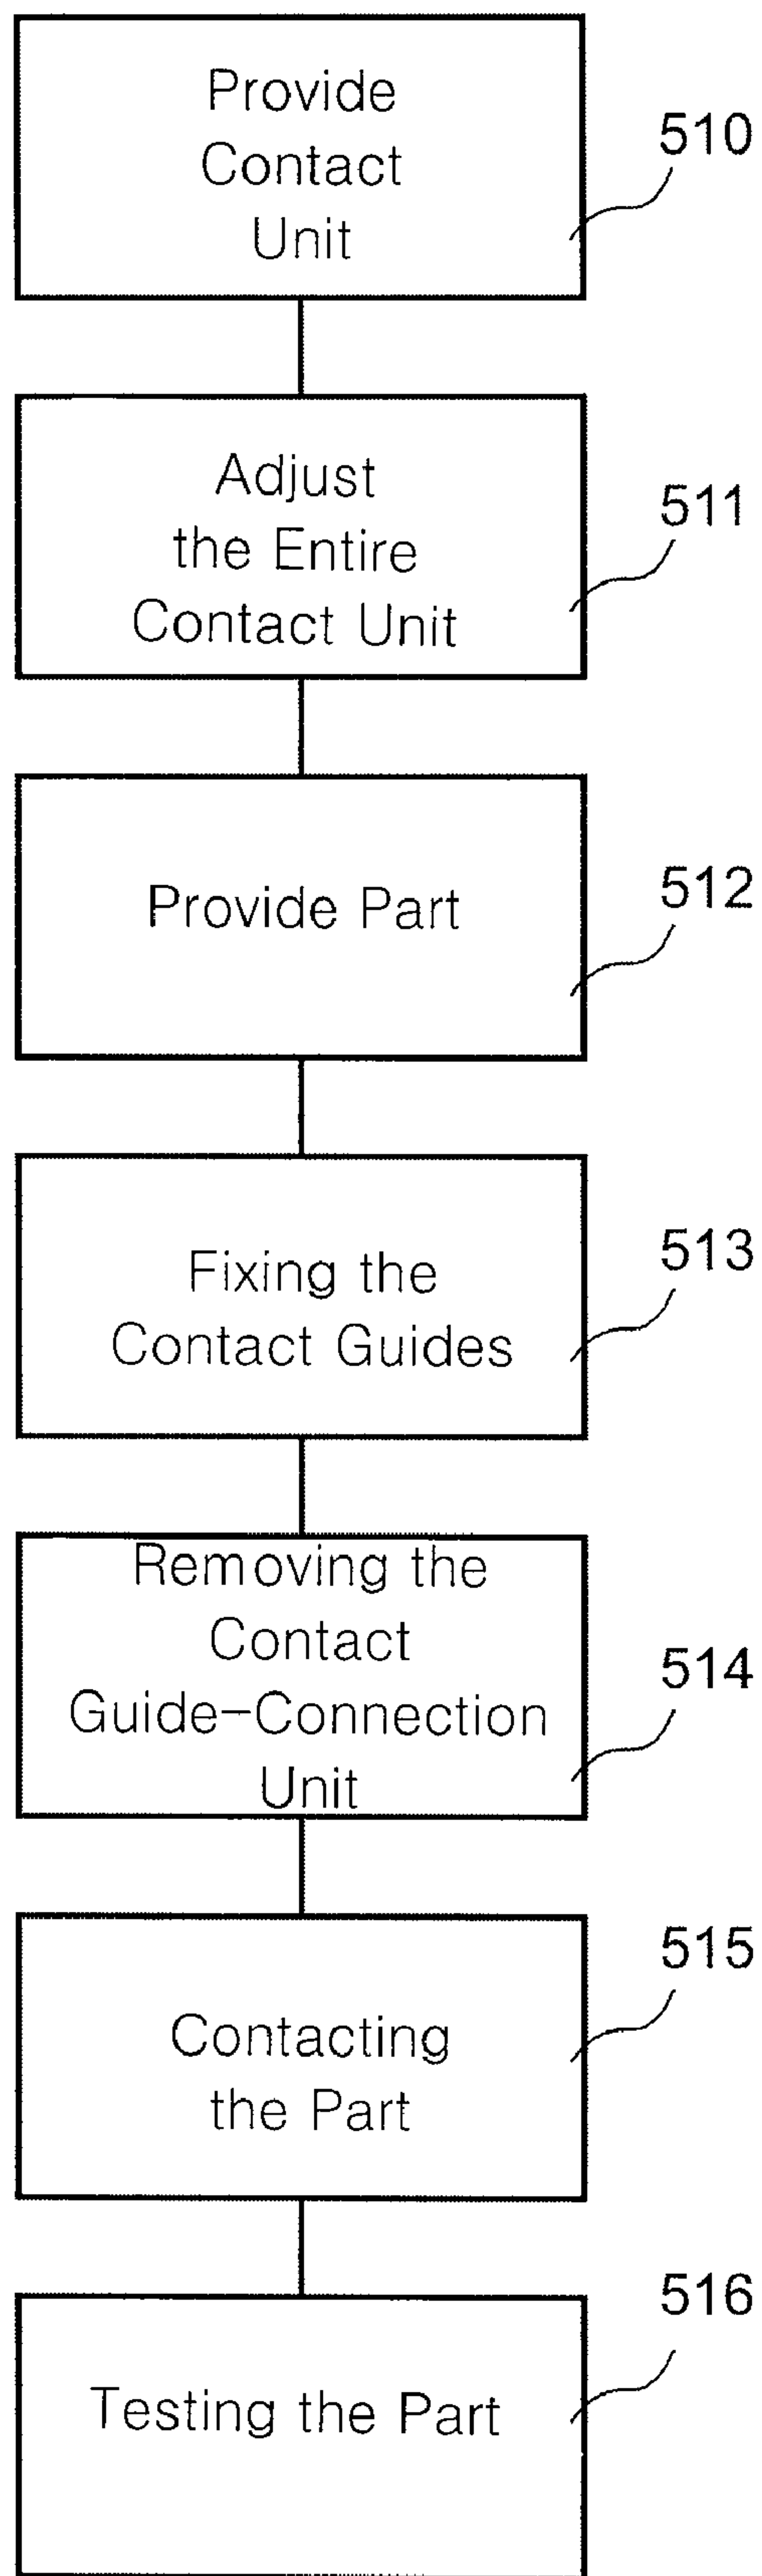 Provide
Contact
Unit
510
Adjust
the Entire
Contact Unit
511
Provide Part
512
Fixing the
Contact Guides
513
Removing the
Contact
Guide-Connection
Unit
514
Contacting
the Part
515
Testing the Part
516